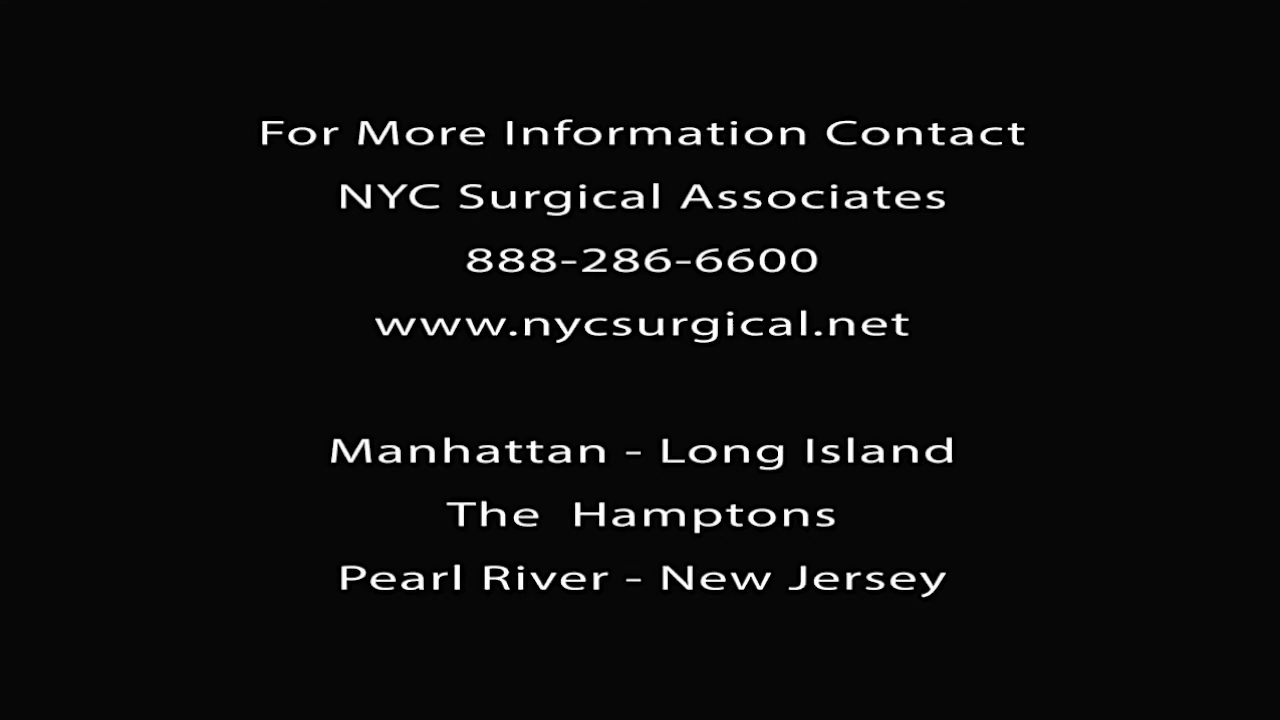 For More Information Contact
NYC Surgical Associates
888-286-6600
www.nycsurgical.net
Manhattan - Long Island
The Hamptons
Pearl River - New Jersey